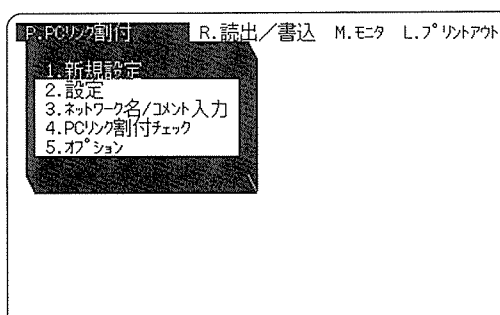 P.PCリンク割付 R.読出／書込 M.モニタ L.プリントアウト
1.新規設定
2.設定
3.ネットワーク名/コメント入力
4.PCリンク割付チェック
5.オプション